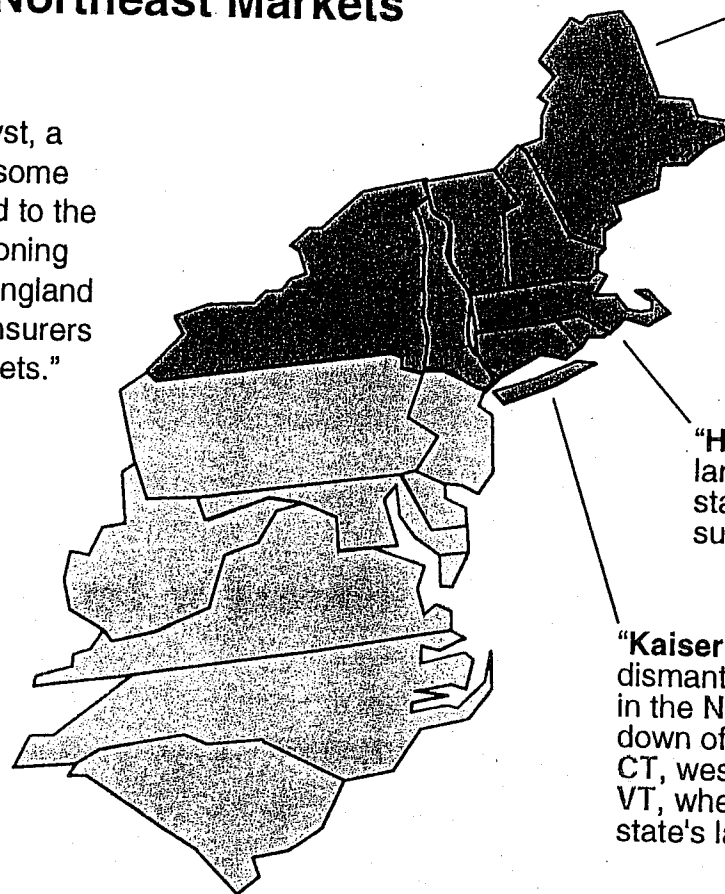 Northeast Markets
yst, a
some
d to the
oning
ngland
nsurers
ets.”
“H
lar
sta
su
“Kaiser
dismant
in the N
down of
CT, wes
VT, whe
state's la